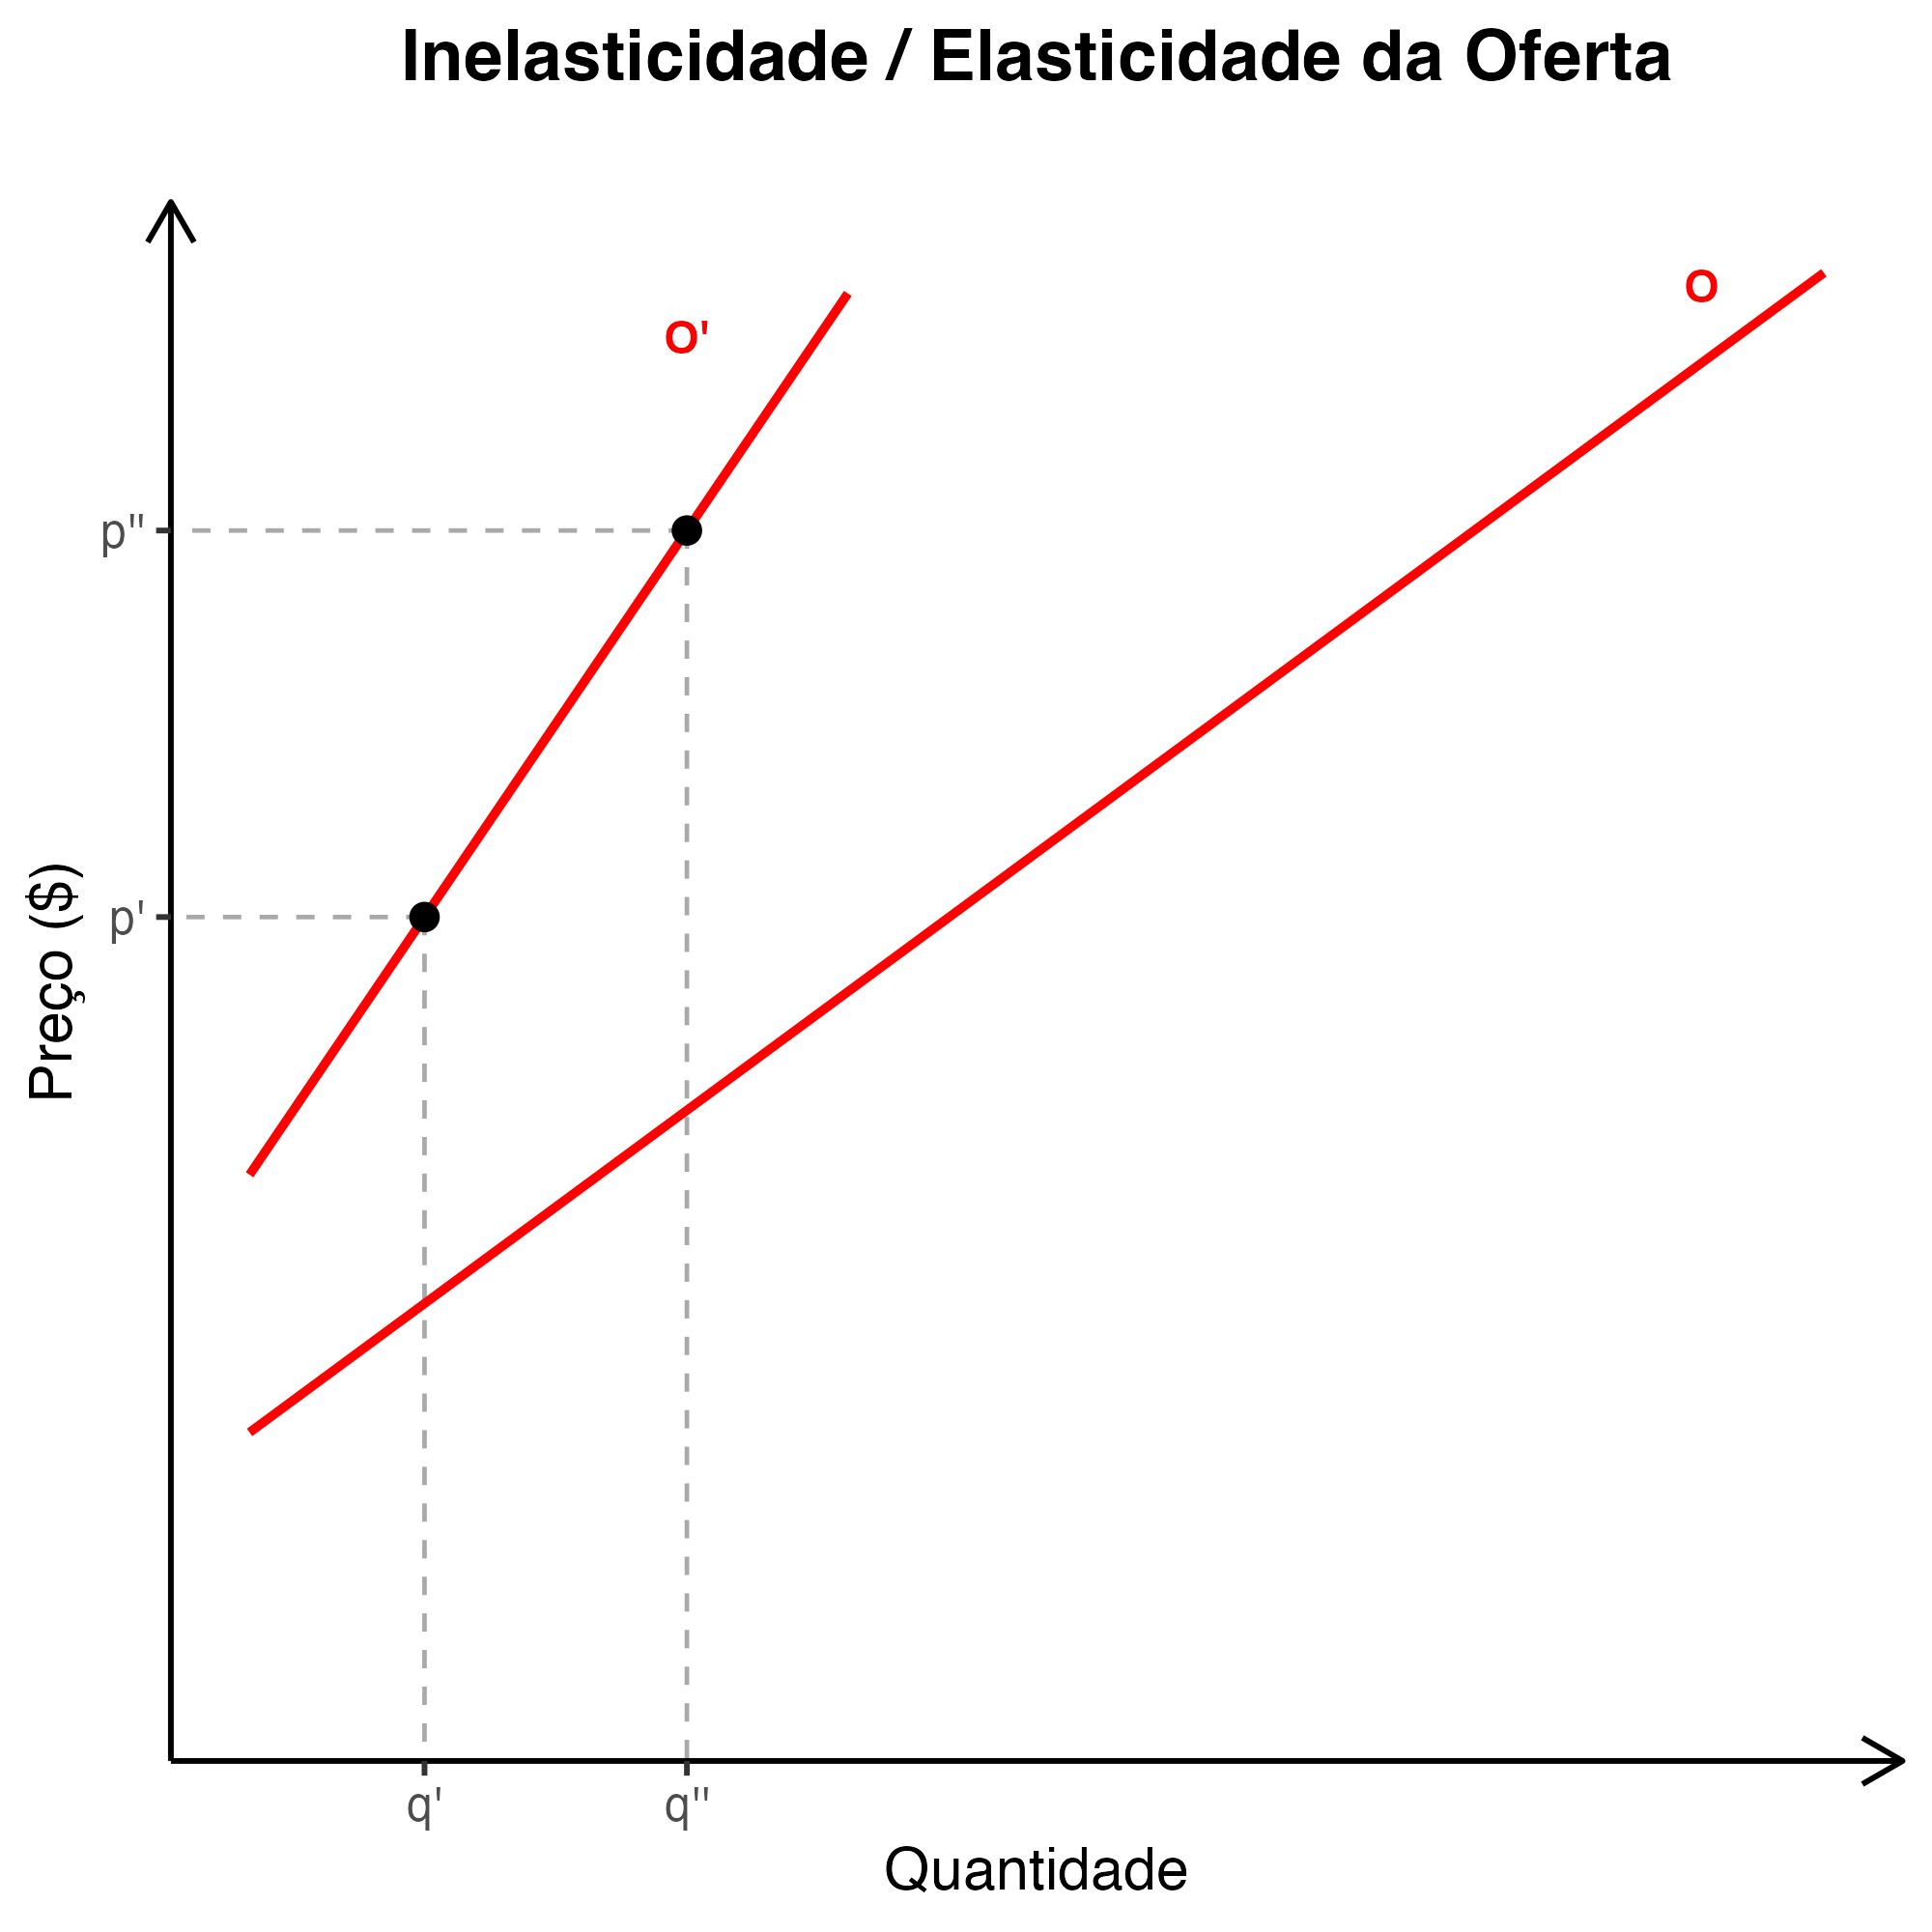 Inelasticidade / Elasticidade da Oferta
O
O'
p''
p'
Preço ($)
q'
q''
Quantidade